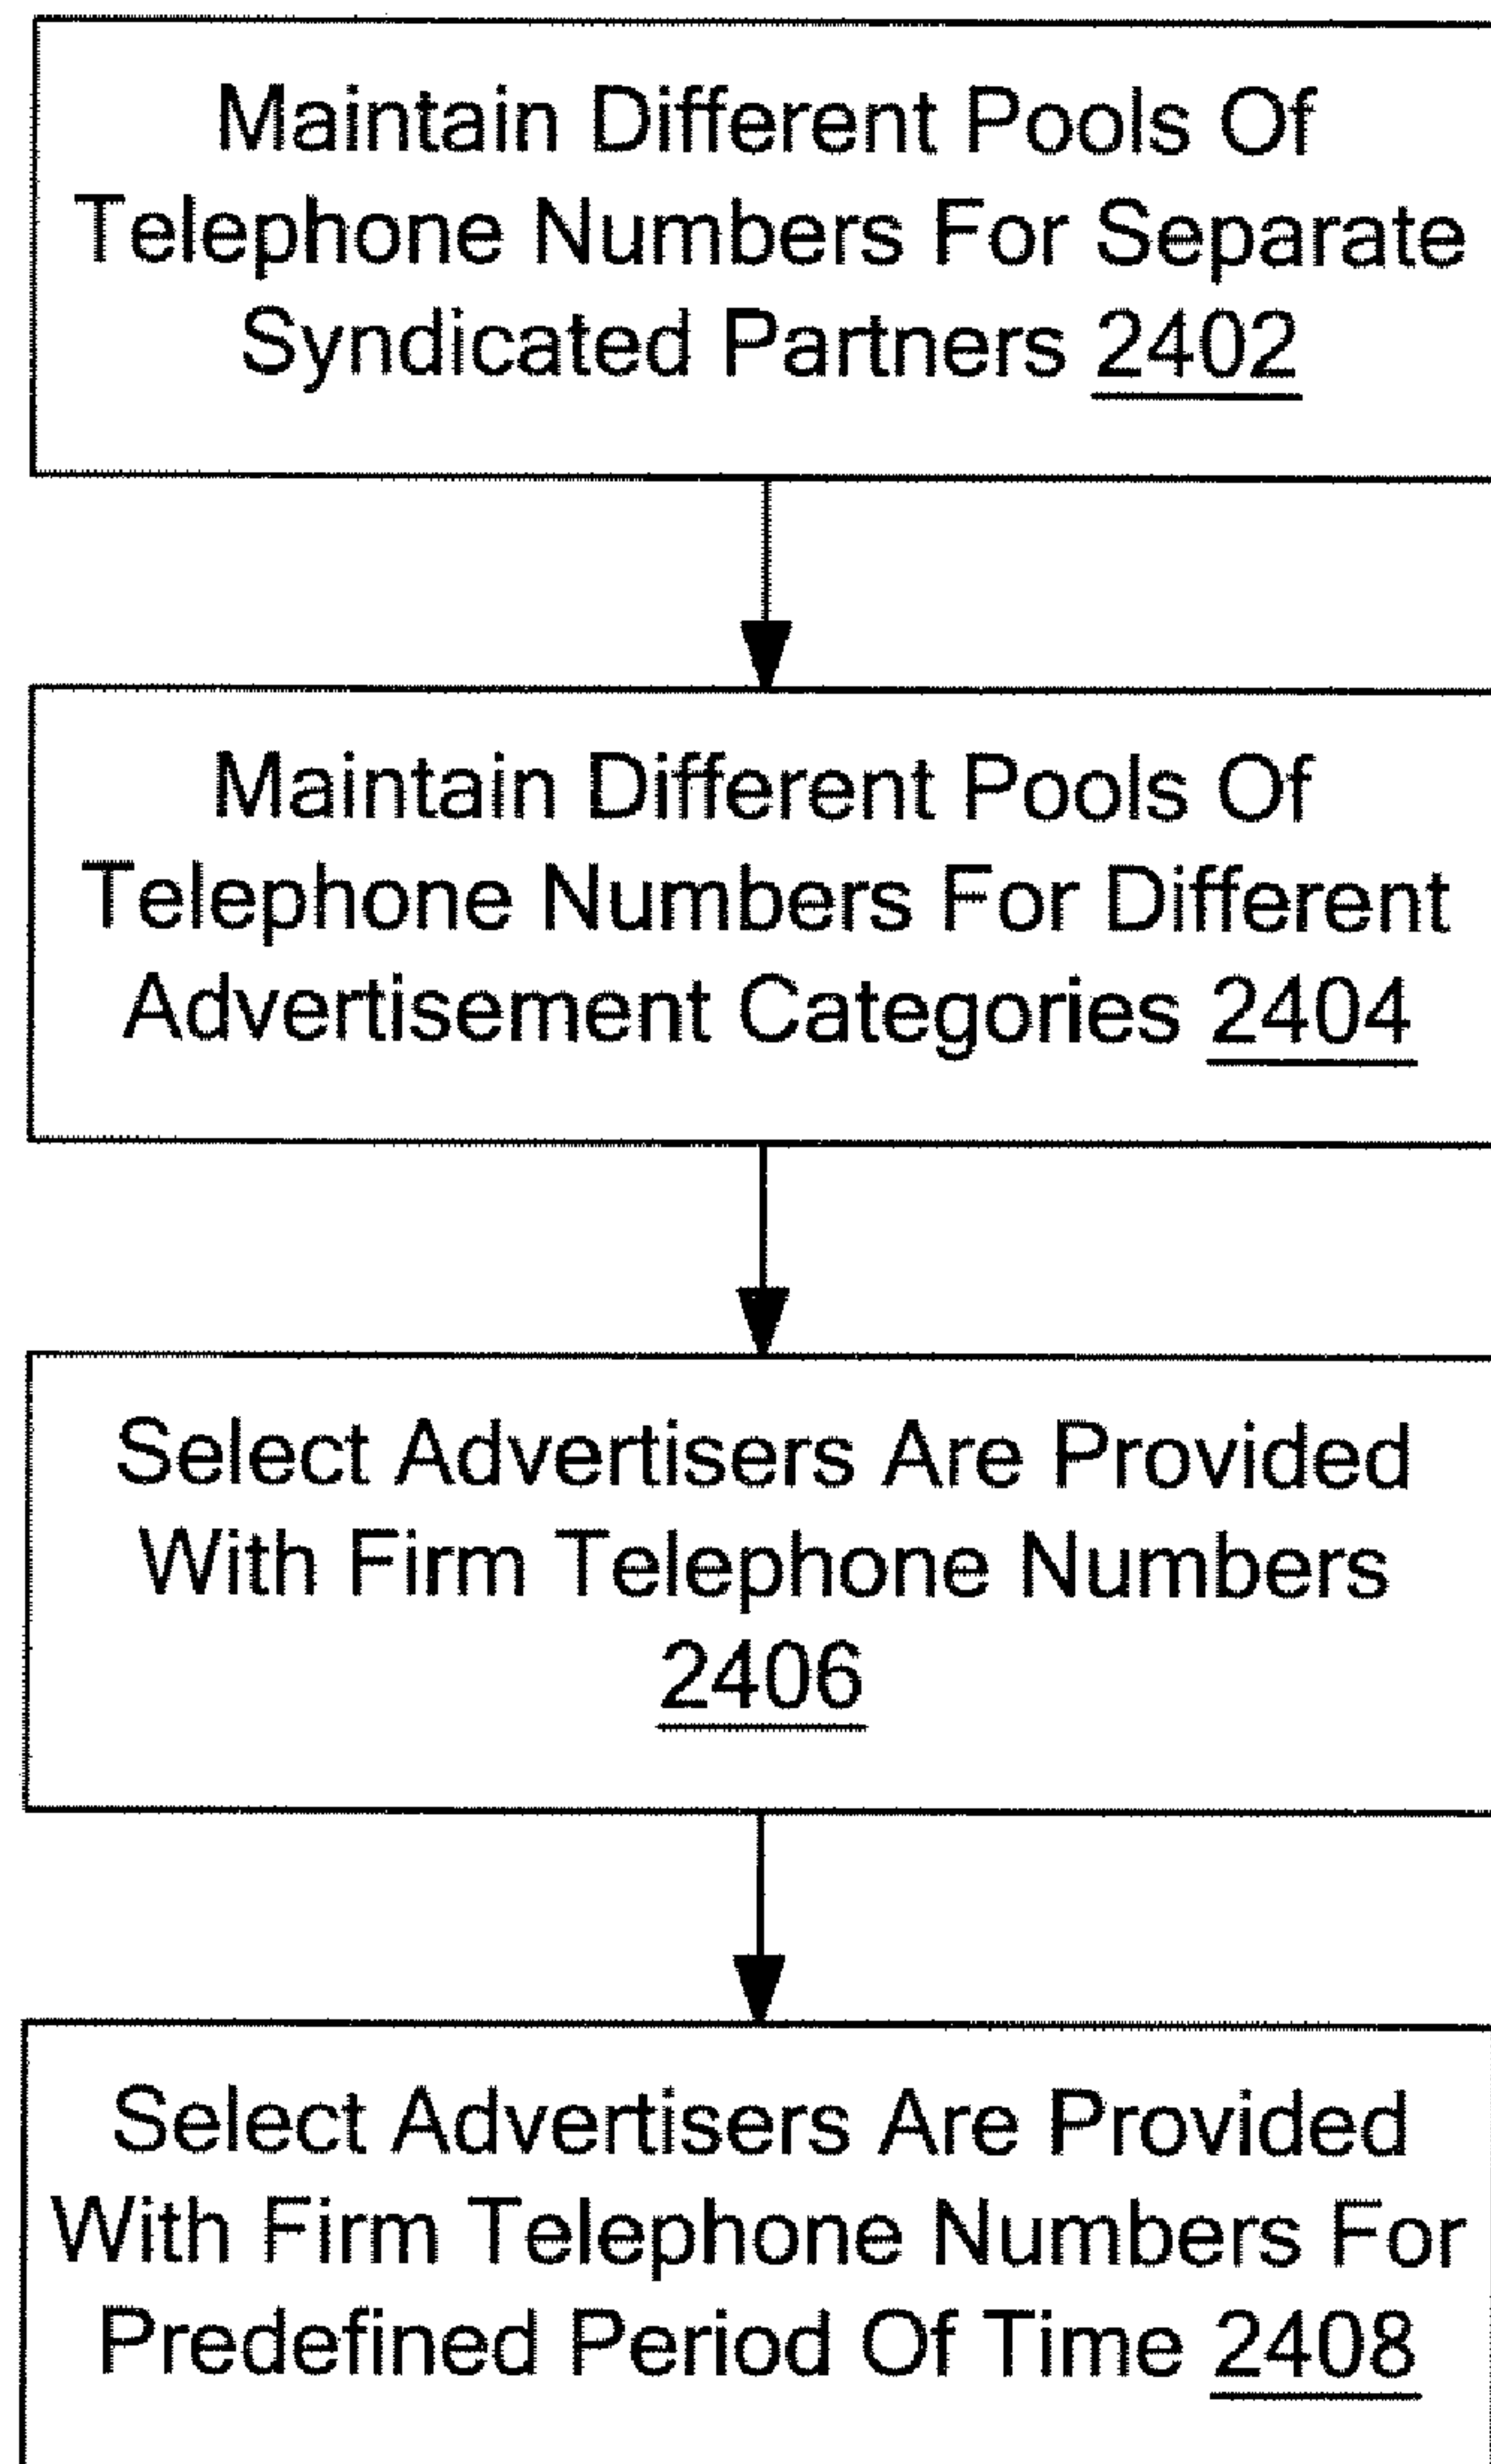 Maintain Different Pools Of
Telephone Numbers For Separate
Syndicated Partners 2402
Maintain Different Pools Of
Telephone Numbers For Different
Advertisement Categories 2404
Select Advertisers Are Provided
With Firm Telephone Numbers
2406
Select Advertisers Are Provided
With Firm Telephone Numbers For
Predefined Period Of Time 2408